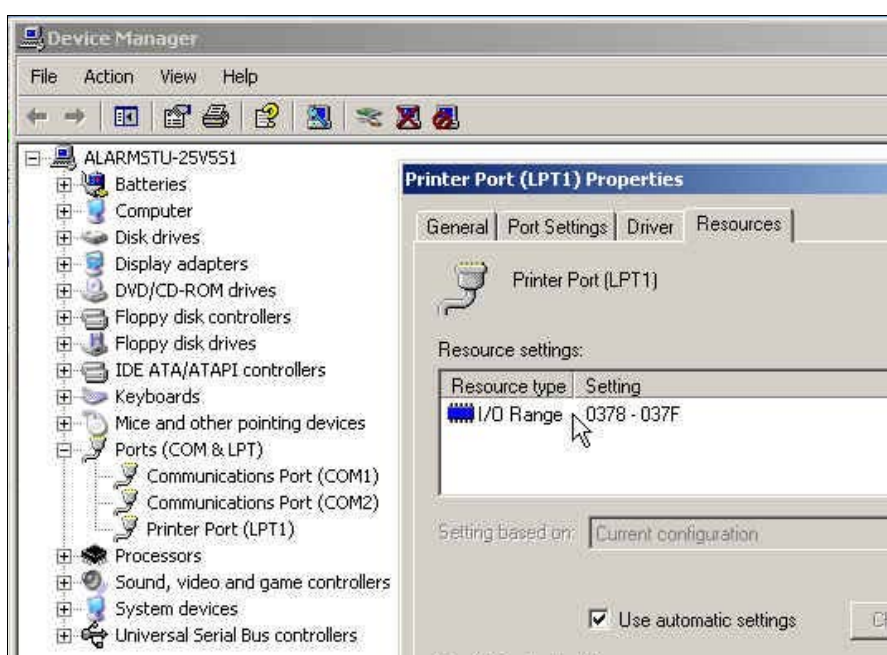 Device Manager
File Action View Help
ALARMSTU-25V5S1
Batteries
Computer
Disk drives
Display adapters
DVD/CD-ROM drives
Floppy disk controllers
Floppy disk drives
IDE ATA/ATAPI controllers
Keyboards
Mice and other pointing devices
Ports (COM & LPT)
Communications Port (COM1)
Communications Port (COM2)
Printer Port (LPT1)
Processors
Sound, video and game controllers
System devices
Universal Serial Bus controllers
Printer Port (LPT1) Properties
General Port Settings Driver Resources
Printer Port (LPT1)
Resource settings:
Resource type Setting
I/O Range 0378 - 037F
Setting based on: Current configuration
Use automatic settings